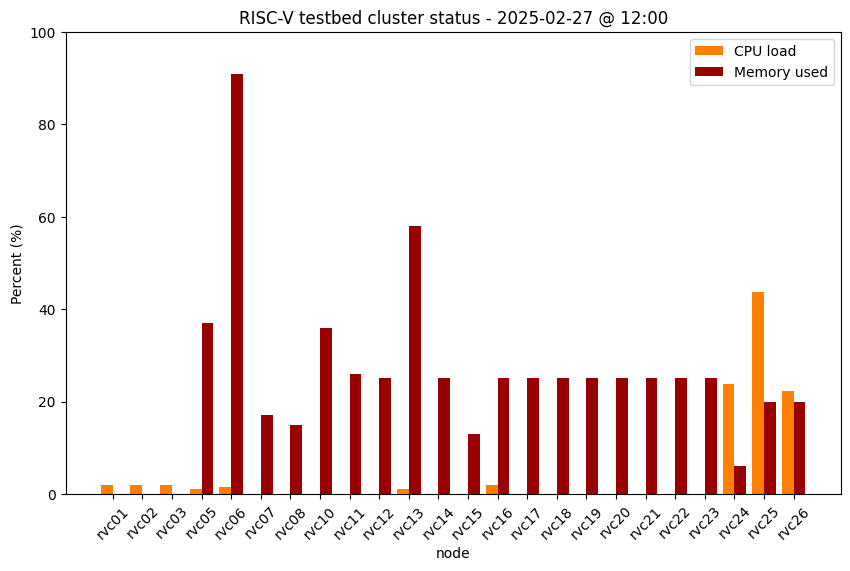 RISC-V testbed cluster status - 2025-02-27 @ 12:00
CPU load
Memory used
Percent (%)
100
80
60
40
20
0
rvc01
rvc02
rvc03
rvc05
rvc06
rvc07
rvc08
rvc10
rvc11
rvc12
rvc13
rvc14
rvc15
rvc16
rvc17
rvc18
rvc19
rvc20
rvc21
rvc22
rvc23
rvc24
rvc25
rvc26
node